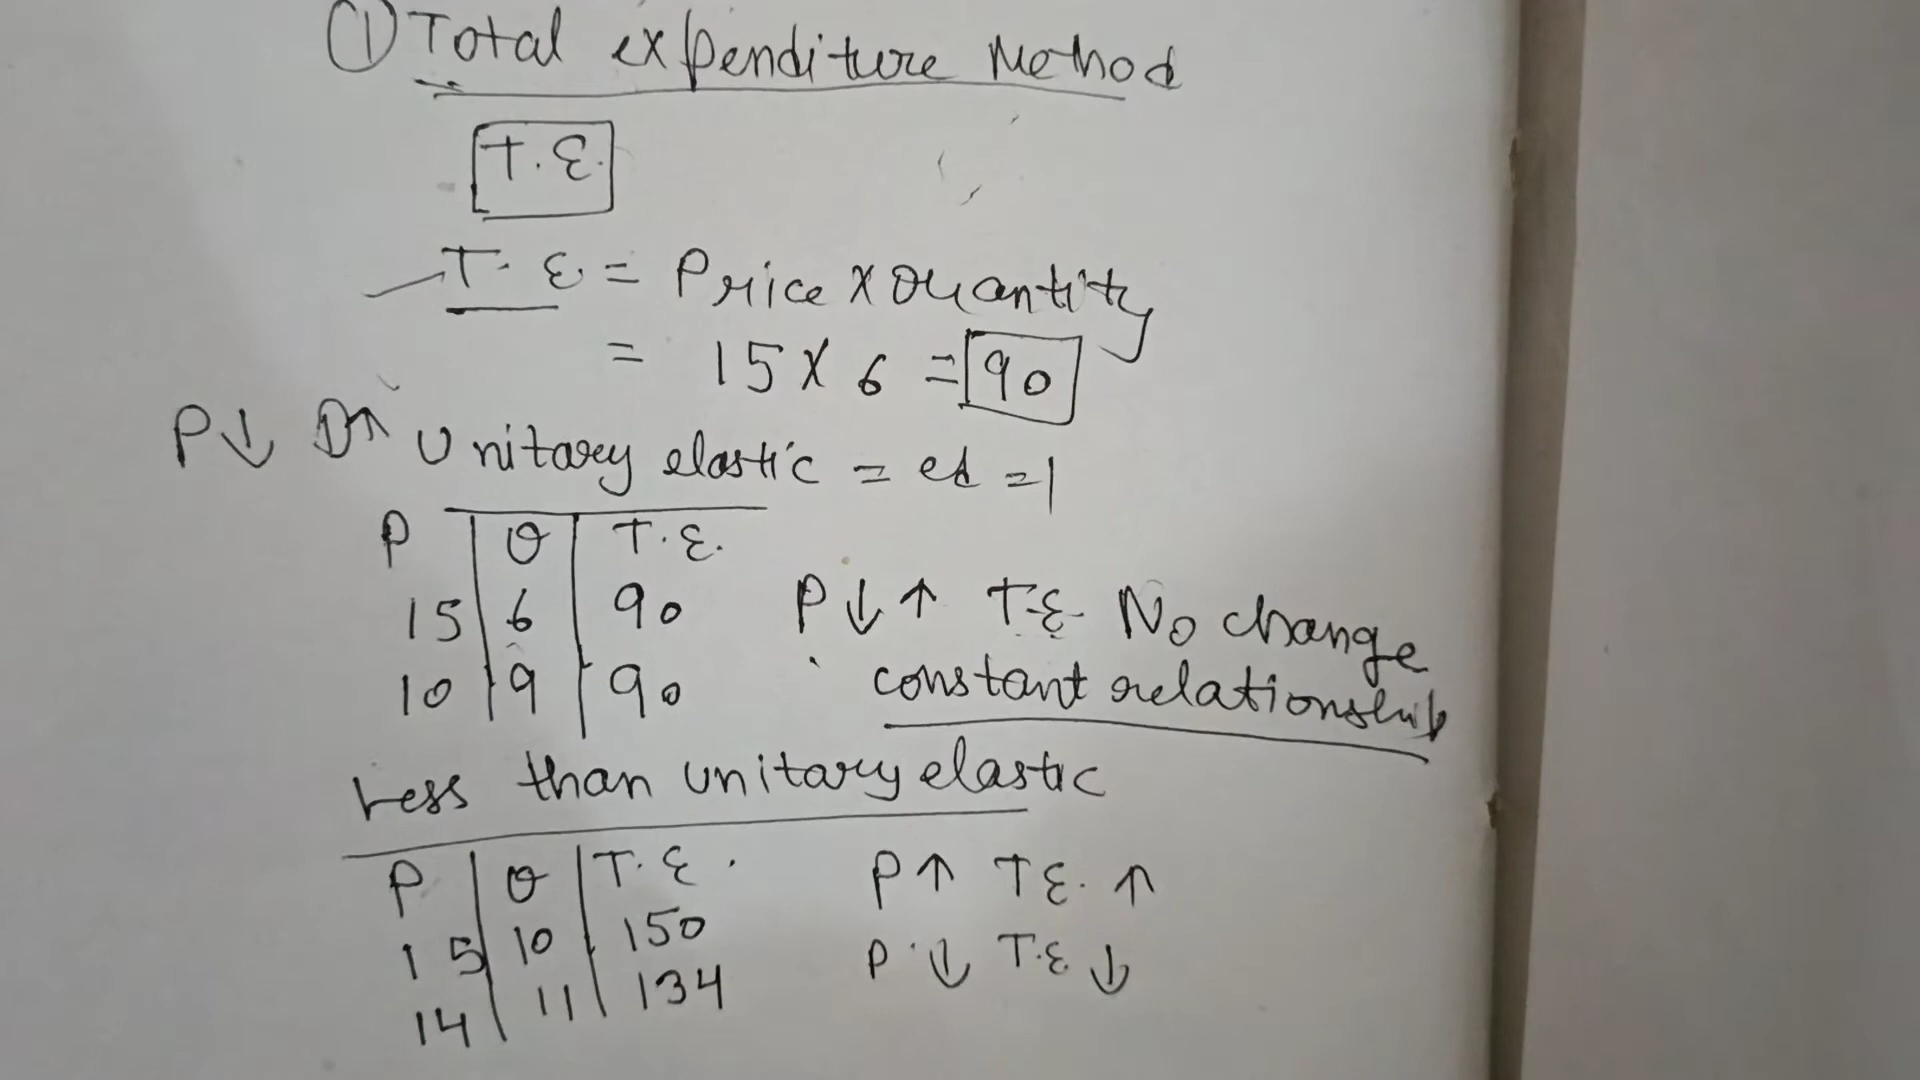 ① Total expenditure Method
T.E.
T.E. = Price X Quantity
= 15 X 6 = 90
P↓ D↑ Unitary elastic = ed = 1
P Q T.E.
15 6 90
10 9 90
P↓↑ T.E. No change
constant relationship
Less than unitary elastic
P Q T.E.
15 10 150
14 11 134
P↑ T.E.↑
P↓ T.E↓